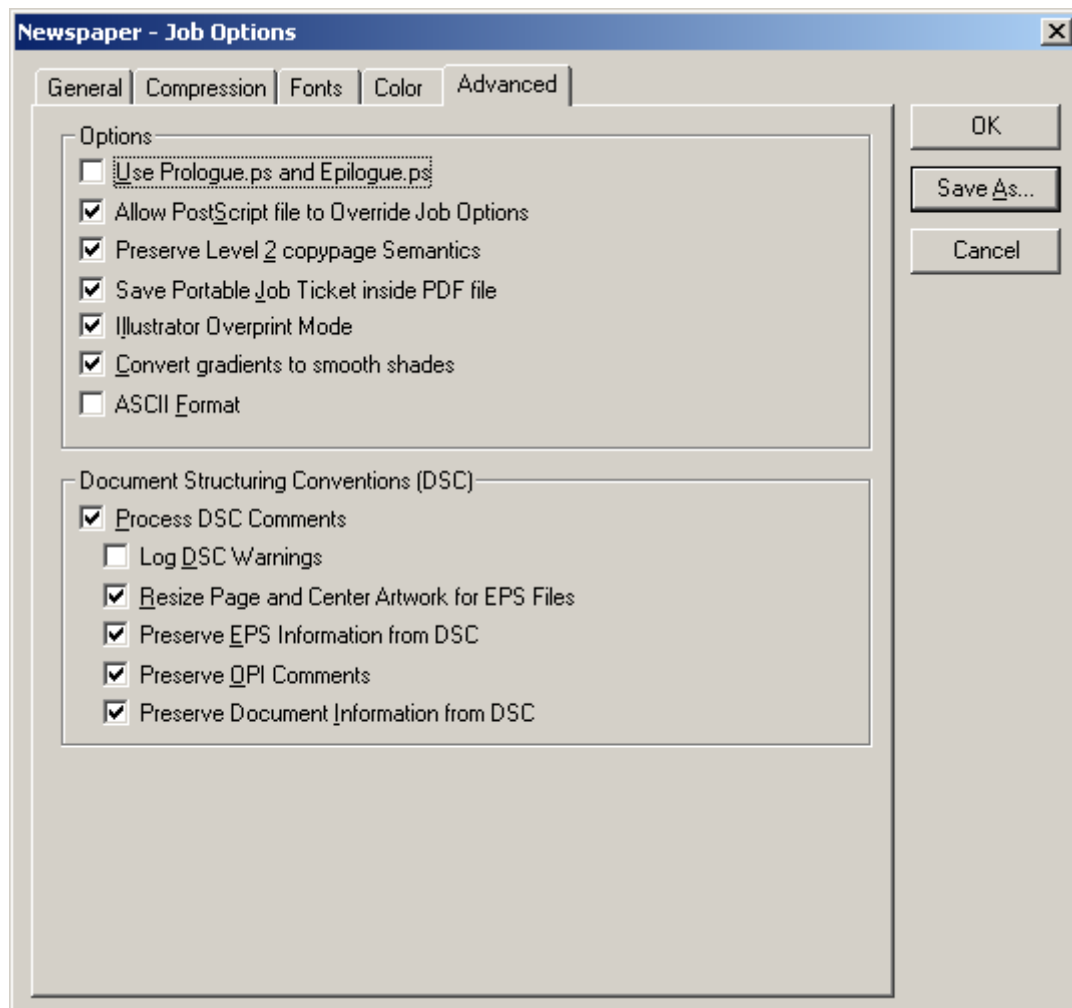 Newspaper - Job Options
General Compression Fonts Color Advanced
Options
Use Prologue.ps and Epilogue.ps
Allow PostScript file to Override Job Options
Preserve Level 2 copypage Semantics
Save Portable Job Ticket inside PDF file
Illustrator Overprint Mode
Convert gradients to smooth shades
ASCII Format
Document Structuring Conventions (DSC)
Process DSC Comments
Log DSC Warnings
Resize Page and Center Artwork for EPS Files
Preserve EPS Information from DSC
Preserve OPI Comments
Preserve Document Information from DSC
OK
Save As...
Cancel